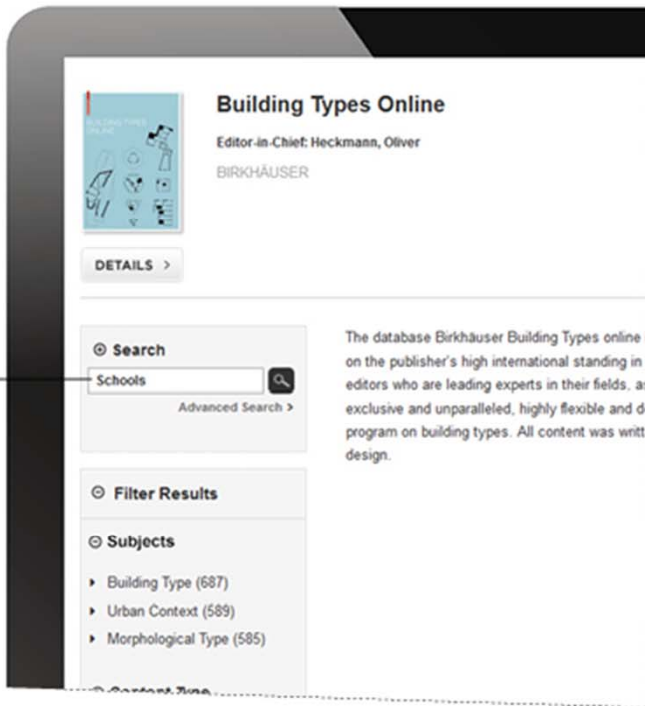 BUILDING TYPES
ONLINE
Building Types Online
Editor-in-Chief: Heckmann, Oliver
BIRKHÄUSER
DETAILS >
Search
Schools
Advanced Search >
The database Birkhäuser Building Types online
on the publisher's high international standing in
editors who are leading experts in their fields, as
exclusive and unparalleled, highly flexible and d
program on building types. All content was writt
design.
Filter Results
Subjects
Building Type (687)
Urban Context (589)
Morphological Type (585)
Content Type